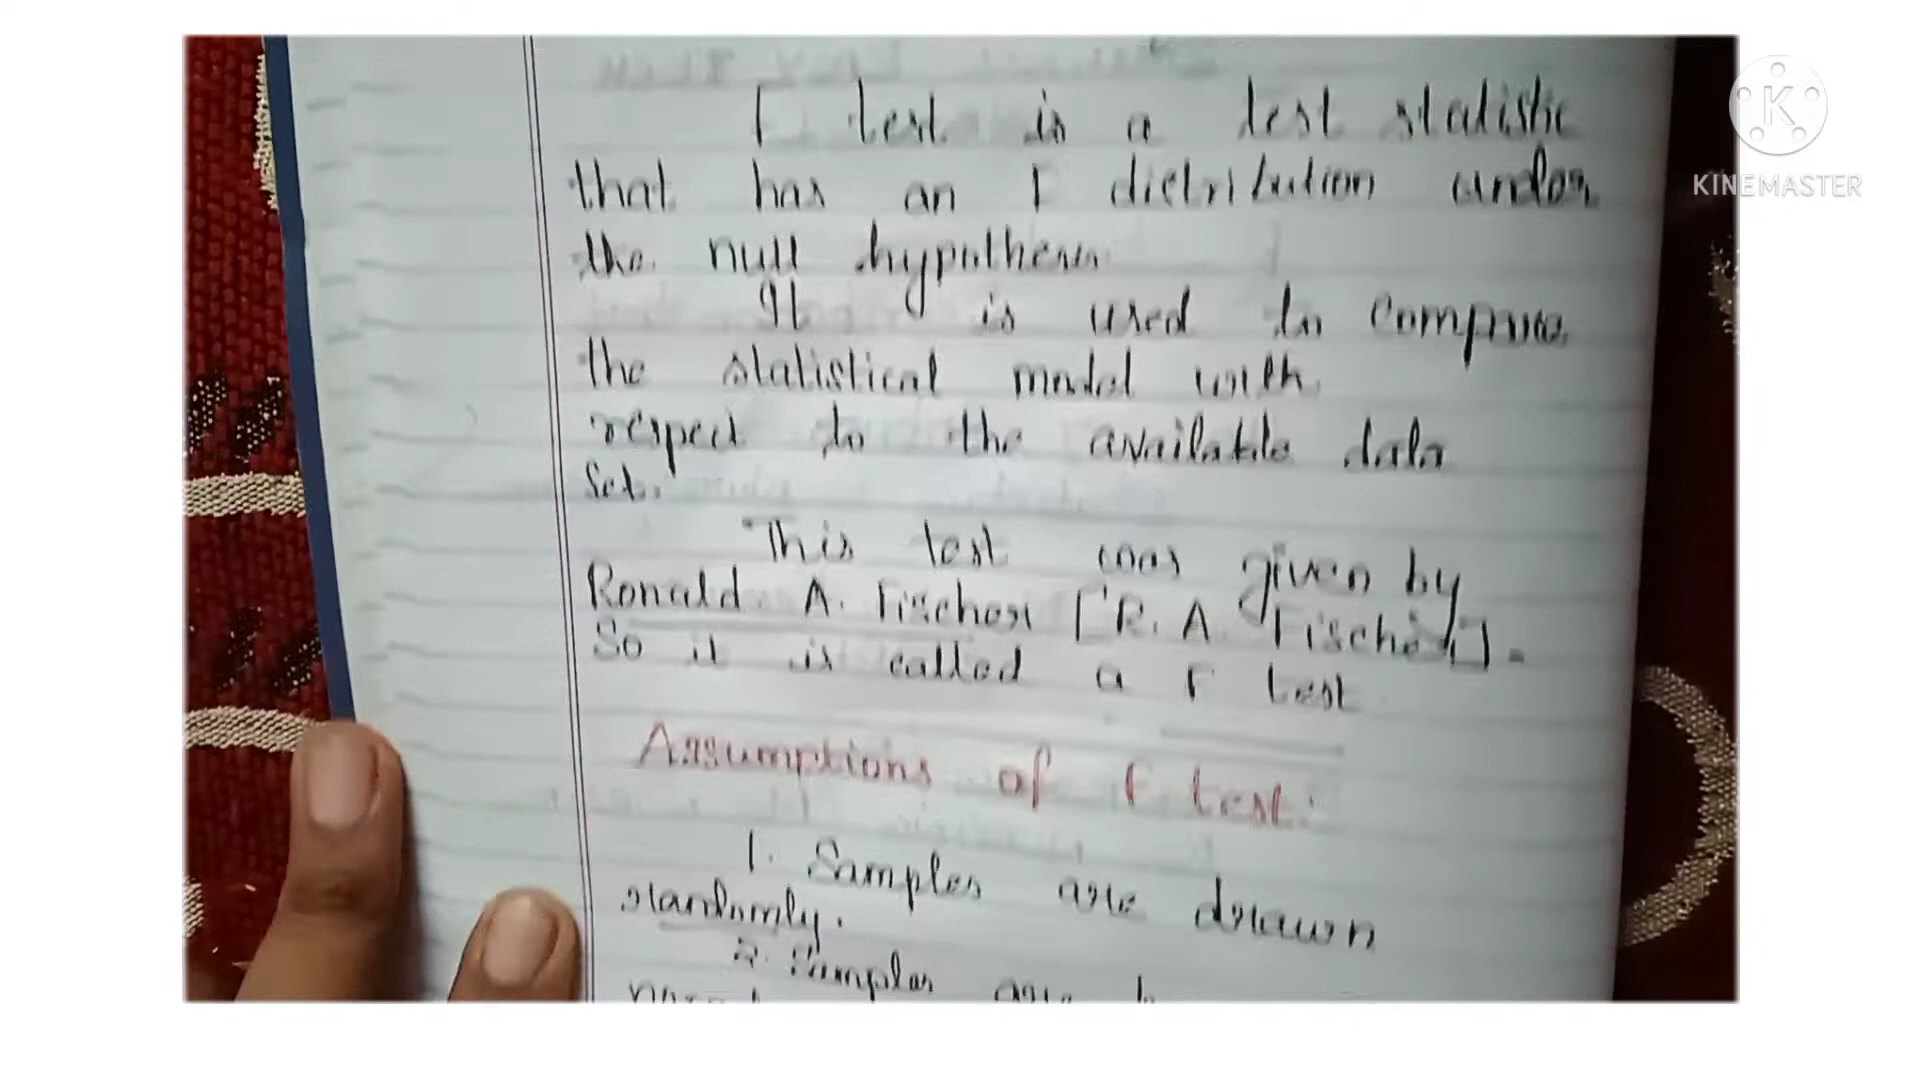 F test is a test statistic
that has an F dictribution under
the null hypothesis
It is used to compare
the statistical model with
respect to the available data
Set.
This test was given by
Ronald A. Fischer [R. A. Fischer].
So it is called a F test
Assumptions of F test:
1. Samples are drawn
randomly.
2. Samples are
KINEMASTER